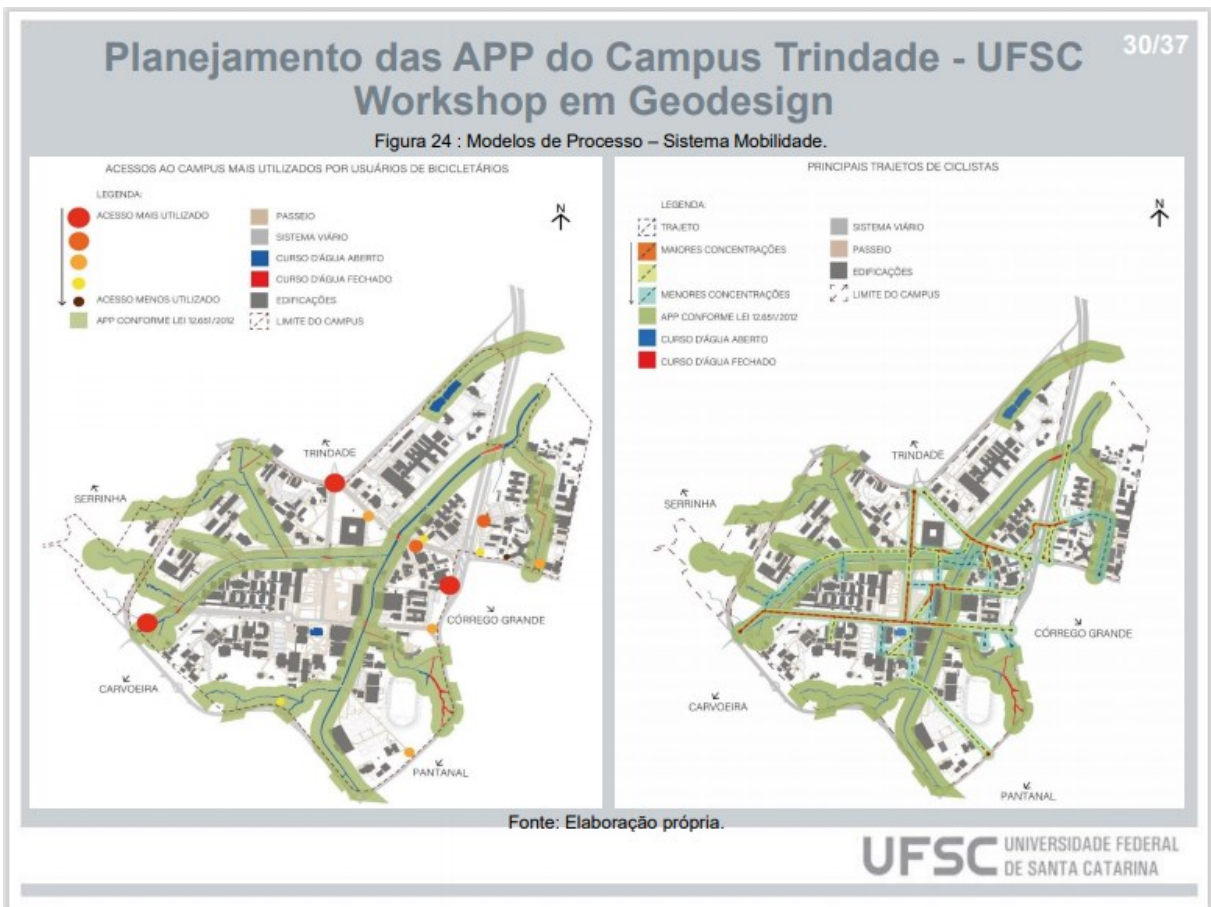 30/37
Planejamento das APP do Campus Trindade - UFSC
Workshop em Geodesign
Figura 24 : Modelos de Processo – Sistema Mobilidade.
ACESSOS AO CAMPUS MAIS UTILIZADOS POR USUÁRIOS DE BICICLETÁRIOS
LEGENDA:
ACESSO MAIS UTILIZADO
ACESSO MENOS UTILIZADO
APP CONFORME LEI 12.651/2012
PASSEIO
SISTEMA VIÁRIO
CURSO D'ÁGUA ABERTO
CURSO D'ÁGUA FECHADO
EDIFICAÇÕES
LIMITE DO CAMPUS
N
TRINDADE
SERRINHA
CÓRREGO GRANDE
CARVOEIRA
PANTANAL
PRINCIPAIS TRAJETOS DE CICLISTAS
LEGENDA:
TRAJETO
MAIORES CONCENTRAÇÕES
MENORES CONCENTRAÇÕES
APP CONFORME LEI 12.651/2012
CURSO D'ÁGUA ABERTO
CURSO D'ÁGUA FECHADO
SISTEMA VIÁRIO
PASSEIO
EDIFICAÇÕES
LIMITE DO CAMPUS
N
TRINDADE
SERRINHA
CÓRREGO GRANDE
CARVOEIRA
PANTANAL
Fonte: Elaboração própria.
UFSC
UNIVERSIDADE FEDERAL
DE SANTA CATARINA